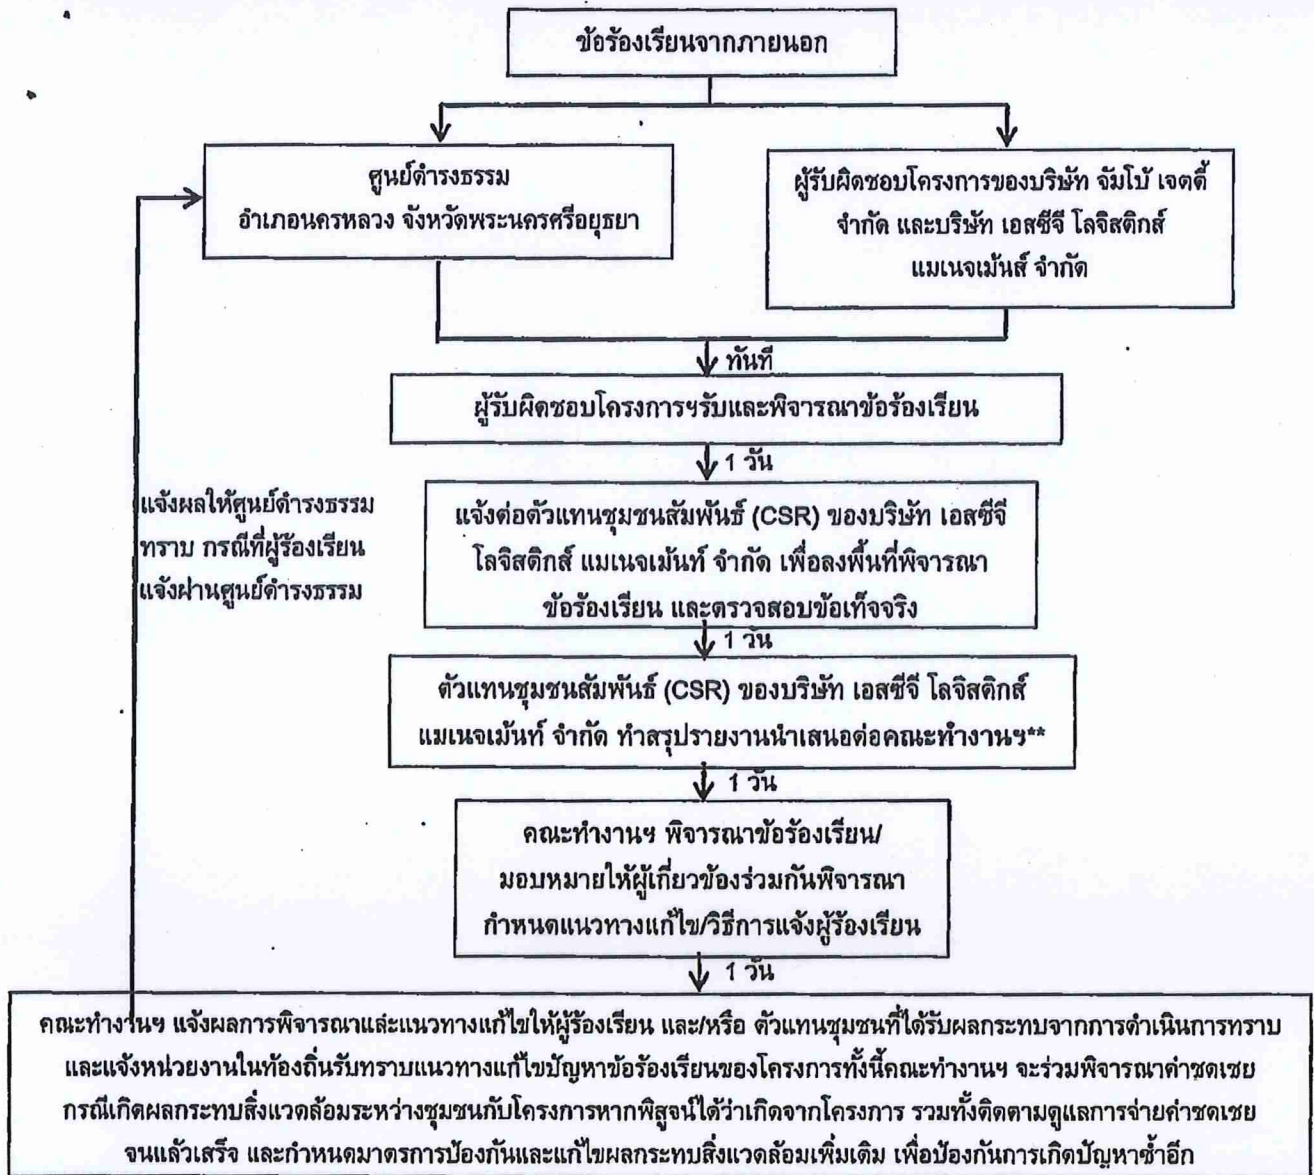 ข้อร้องเรียนจากภายนอก
ศูนย์ดำรงธรรม
อำเภอนครหลวง จังหวัดพระนครศรีอยุธยา
ผู้รับผิดชอบโครงการของบริษัท จัมโบ้ เจตตี้
จำกัด และบริษัท เอสซีจี โลจิสติกส์
แมเนจเม้นส์ จำกัด
ทันที
ผู้รับผิดชอบโครงการฯรับและพิจารณาข้อร้องเรียน
1 วัน
แจ้งต่อตัวแทนชุมชนสัมพันธ์ (CSR) ของบริษัท เอสซีจี
โลจิสติกส์ แมเนจเม้นท์ จำกัด เพื่อลงพื้นที่พิจารณา
ข้อร้องเรียน และตรวจสอบข้อเท็จจริง
แจ้งผลให้ศูนย์ดำรงธรรม
ทราบ กรณีที่ผู้ร้องเรียน
แจ้งผ่านศูนย์ดำรงธรรม
1 วัน
ตัวแทนชุมชนสัมพันธ์ (CSR) ของบริษัท เอสซีจี โลจิสติกส์
แมเนจเม้นท์ จำกัด ทำสรุปรายงานนำเสนอต่อคณะทำงานฯ**
1 วัน
คณะทำงานฯ พิจารณาข้อร้องเรียน/
มอบหมายให้ผู้เกี่ยวข้องร่วมกันพิจารณา
กำหนดแนวทางแก้ไข/วิธีการแจ้งผู้ร้องเรียน
1 วัน
คณะทำงานฯ แจ้งผลการพิจารณาและแนวทางแก้ไขให้ผู้ร้องเรียน และ/หรือ ตัวแทนชุมชนที่ได้รับผลกระทบจากการดำเนินการทราบ
และแจ้งหน่วยงานในท้องถิ่นรับทราบแนวทางแก้ไขปัญหาข้อร้องเรียนของโครงการทั้งนี้คณะทำงานฯ จะร่วมพิจารณาค่าชดเชย
กรณีเกิดผลกระทบสิ่งแวดล้อมระหว่างชุมชนกับโครงการหากพิสูจน์ได้ว่าเกิดจากโครงการ รวมทั้งติดตามดูแลการจ่ายค่าชดเชย
จนแล้วเสร็จ และกำหนดมาตรการป้องกันและแก้ไขผลกระทบสิ่งแวดล้อมเพิ่มเติม เพื่อป้องกันการเกิดปัญหาซ้ำอีก